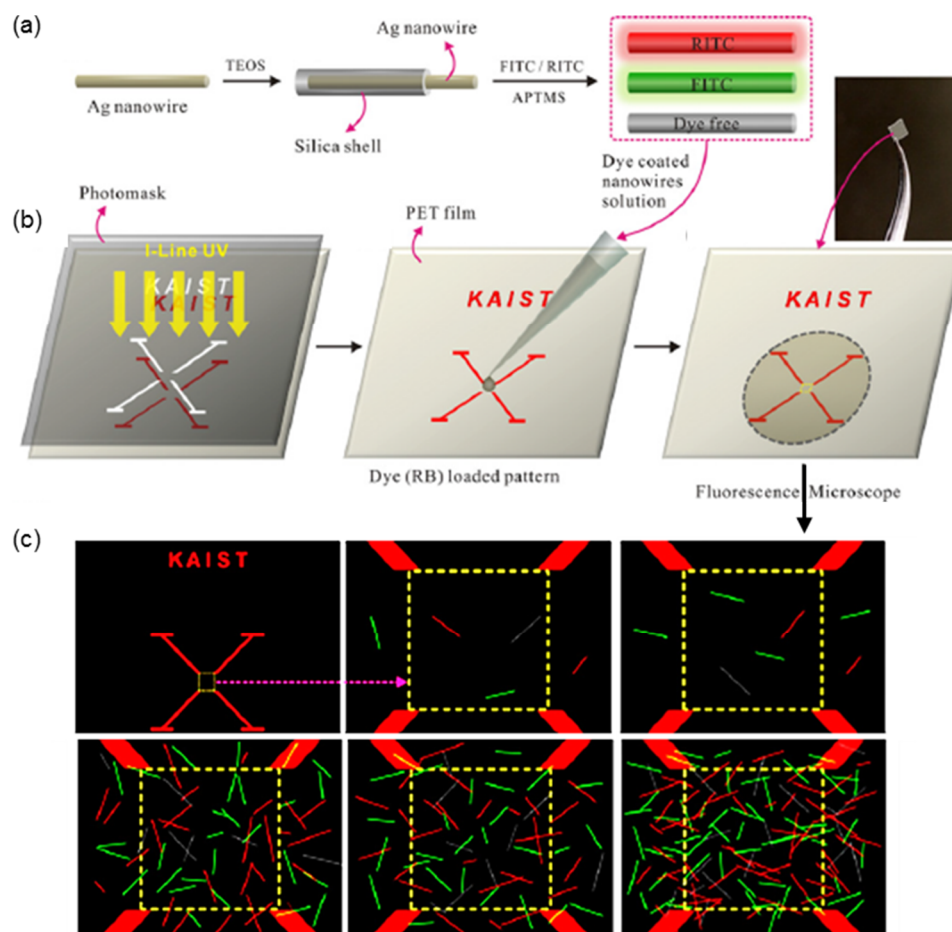 (a)
Ag nanowire
TEOS
Ag nanowire
Silica shell
FITC / RITC
APTMS
RITC
FITC
Dye free
Dye coated
nanowires
solution
(b)
Photomask
I-Line UV
KAIST
KAIST
PET film
KAIST
Dye (RB) loaded pattern
KAIST
Fluorescence Microscope
(c)
KAIST